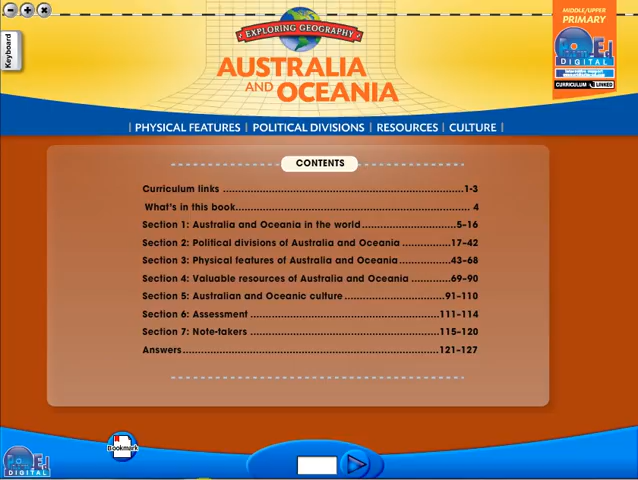 MIDDLE/UPPER
PRIMARY
Keyboard
EXPLORING GEOGRAPHY
AUSTRALIA
AND OCEANIA
DIGITAL
CURRICULUM LINKED
| PHYSICAL FEATURES | POLITICAL DIVISIONS | RESOURCES | CULTURE |
CONTENTS
Curriculum links ..................................................................1-3
What's in this book................................................................ 4
Section 1: Australia and Oceania in the world..........................5–16
Section 2: Political divisions of Australia and Oceania ..............17–42
Section 3: Physical features of Australia and Oceania...............43–68
Section 4: Valuable resources of Australia and Oceania ...........69–90
Section 5: Australian and Oceanic culture ............................91–110
Section 6: Assessment .....................................................111–114
Section 7: Note-takers .....................................................115–120
Answers.......................................................................121–127
Bookmark
DIGITAL